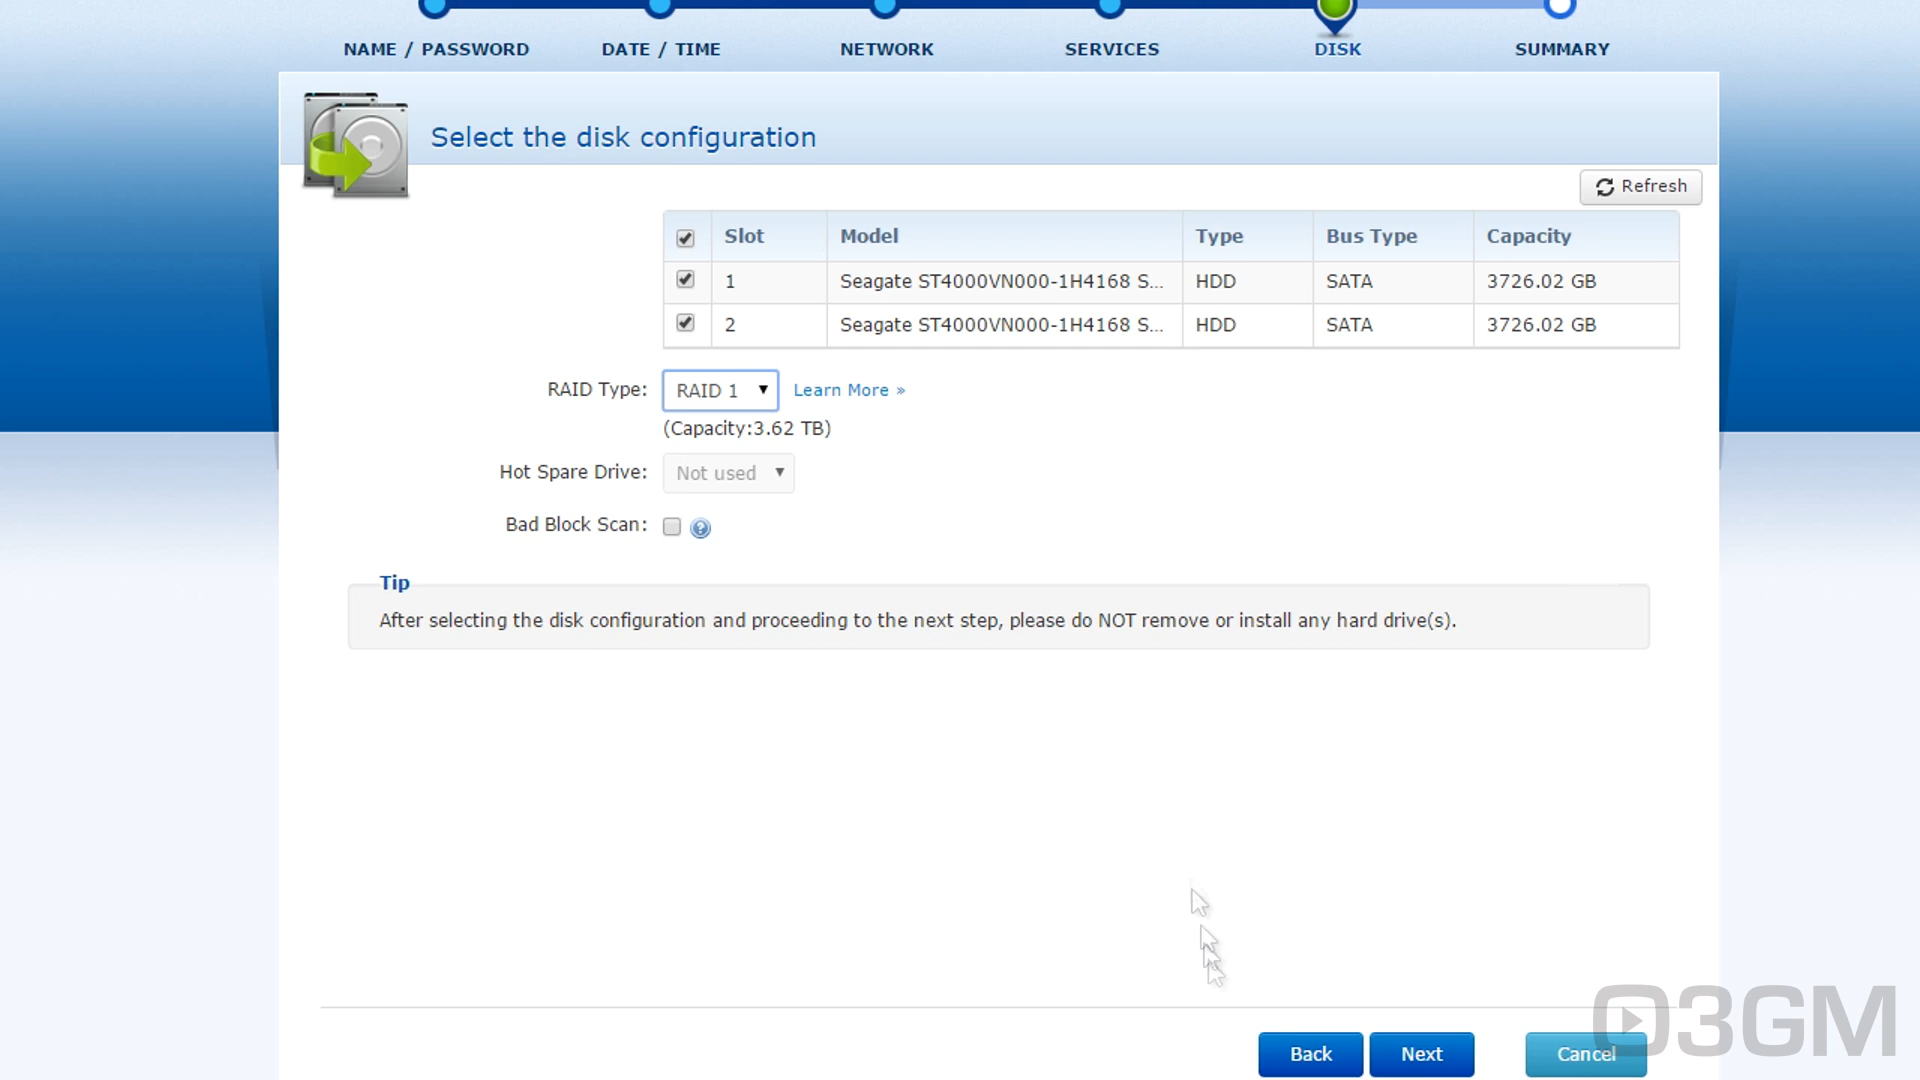 NAME / PASSWORD DATE / TIME NETWORK SERVICES DISK SUMMARY
Select the disk configuration
Refresh
Slot Model Type Bus Type Capacity
1 Seagate ST4000VN000-1H4168 S... HDD SATA 3726.02 GB
2 Seagate ST4000VN000-1H4168 S... HDD SATA 3726.02 GB
RAID Type: RAID 1 Learn More »
(Capacity:3.62 TB)
Hot Spare Drive: Not used
Bad Block Scan:
Tip
After selecting the disk configuration and proceeding to the next step, please do NOT remove or install any hard drive(s).
Back Next Cancel
3GM